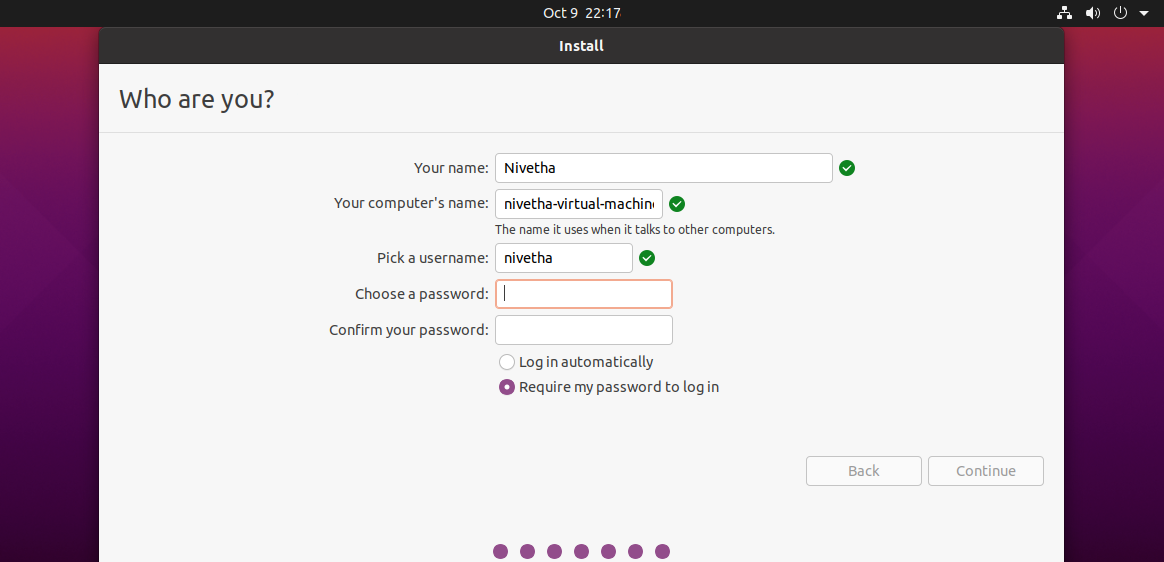 Oct 9 22:17
Install
Who are you?
Your name: Nivetha
Your computer's name: nivetha-virtual-machin
The name it uses when it talks to other computers.
Pick a username: nivetha
Choose a password:
Confirm your password:
Log in automatically
Require my password to log in
Back Continue